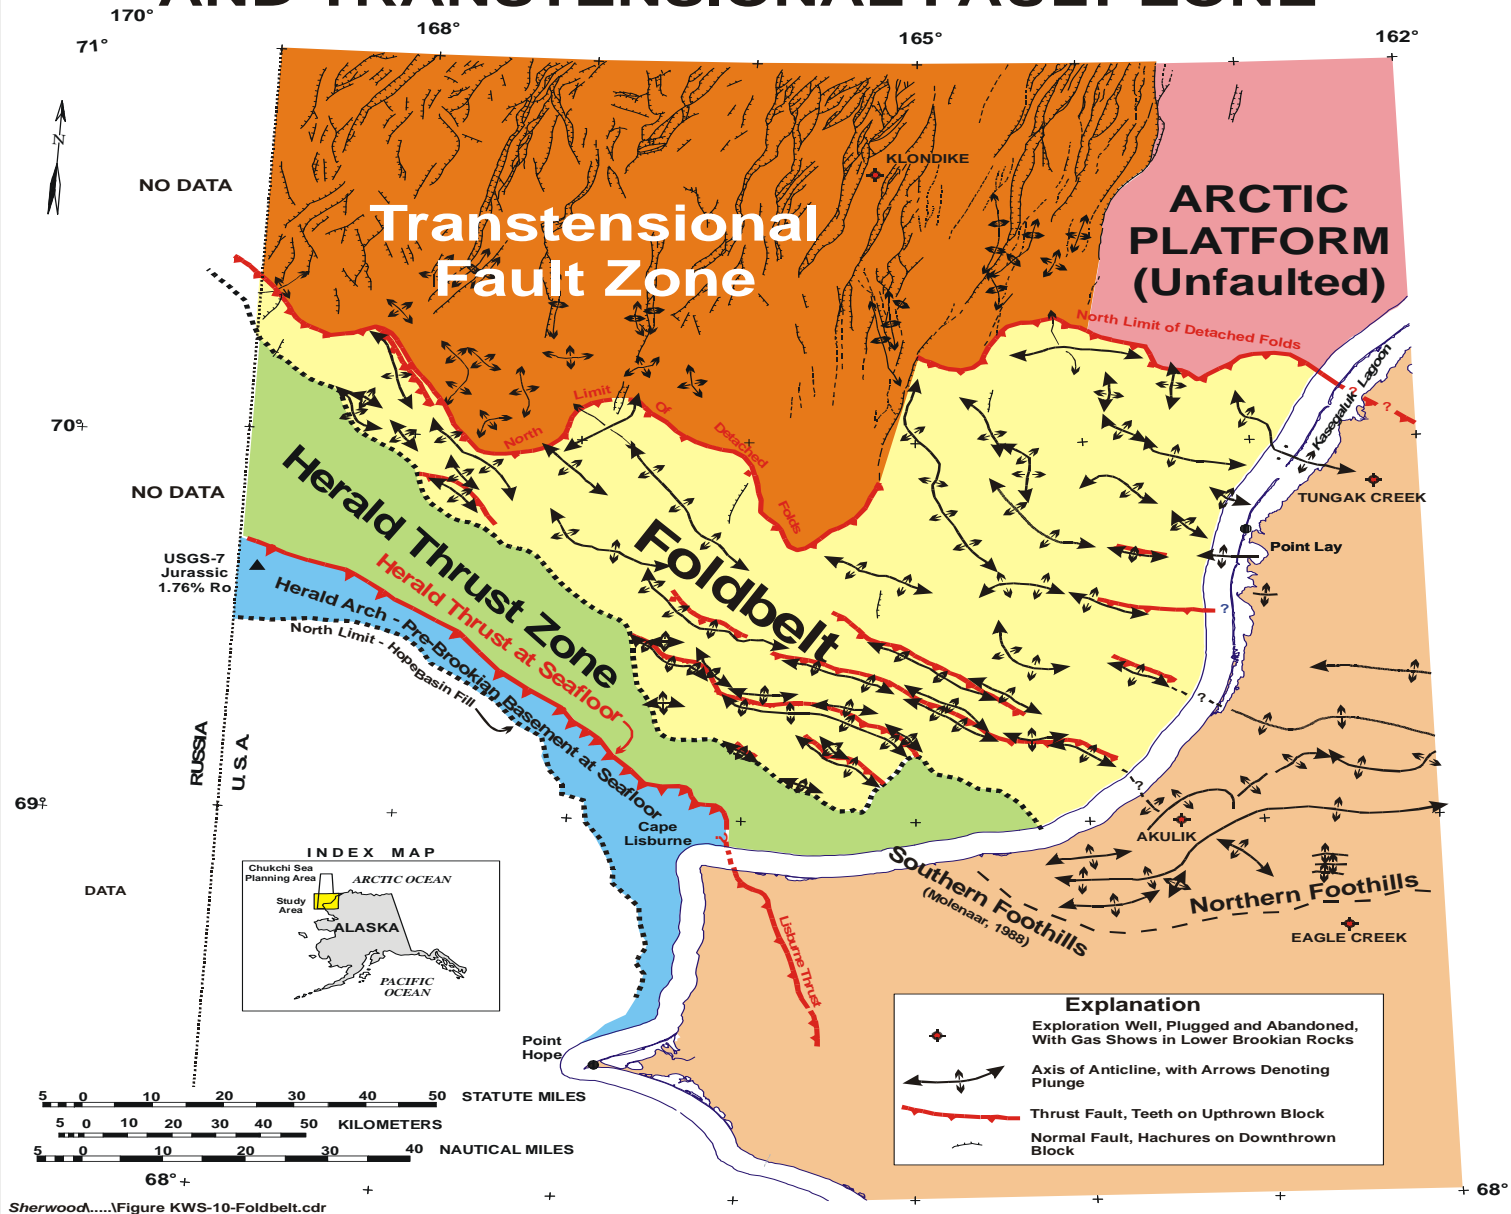 AND TRANSTENSIONAL FAULT ZONE
170°
168°
165°
162°
71°
N
NO DATA
KLONDIKE
Transtensional
Fault Zone
ARCTIC
PLATFORM
(Unfaulted)
North Limit of Detached Folds
Kasegaluk Lagoon
?
?
70°
North Limit Of Detached Folds
NO DATA
TUNGAK CREEK
Point Lay
USGS-7
Jurassic
1.76% Ro
Herald Thrust Zone
Herald Thrust at Seafloor
Foldbelt
Herald Arch - Pre-Brookian Basement at Seafloor
North Limit - Hope Basin Fill
?
?
?
RUSSIA
U.S.A.
69°
AKULIK
Cape
Lisburne
?
Southern Foothills
(Molenaar, 1988)
Northern Foothills
EAGLE CREEK
Lisburne Thrust
DATA
INDEX MAP
Chukchi Sea
Planning Area
ARCTIC OCEAN
Study
Area
ALASKA
PACIFIC
OCEAN
Point
Hope
Explanation
Exploration Well, Plugged and Abandoned,
With Gas Shows in Lower Brookian Rocks
Axis of Anticline, with Arrows Denoting
Plunge
Thrust Fault, Teeth on Upthrown Block
Normal Fault, Hachures on Downthrown
Block
5 0 10 20 30 40 50 STATUTE MILES
5 0 10 20 30 40 50 KILOMETERS
5 0 10 20 30 40 NAUTICAL MILES
68°
68°
Sherwood\.....\Figure KWS-10-Foldbelt.cdr